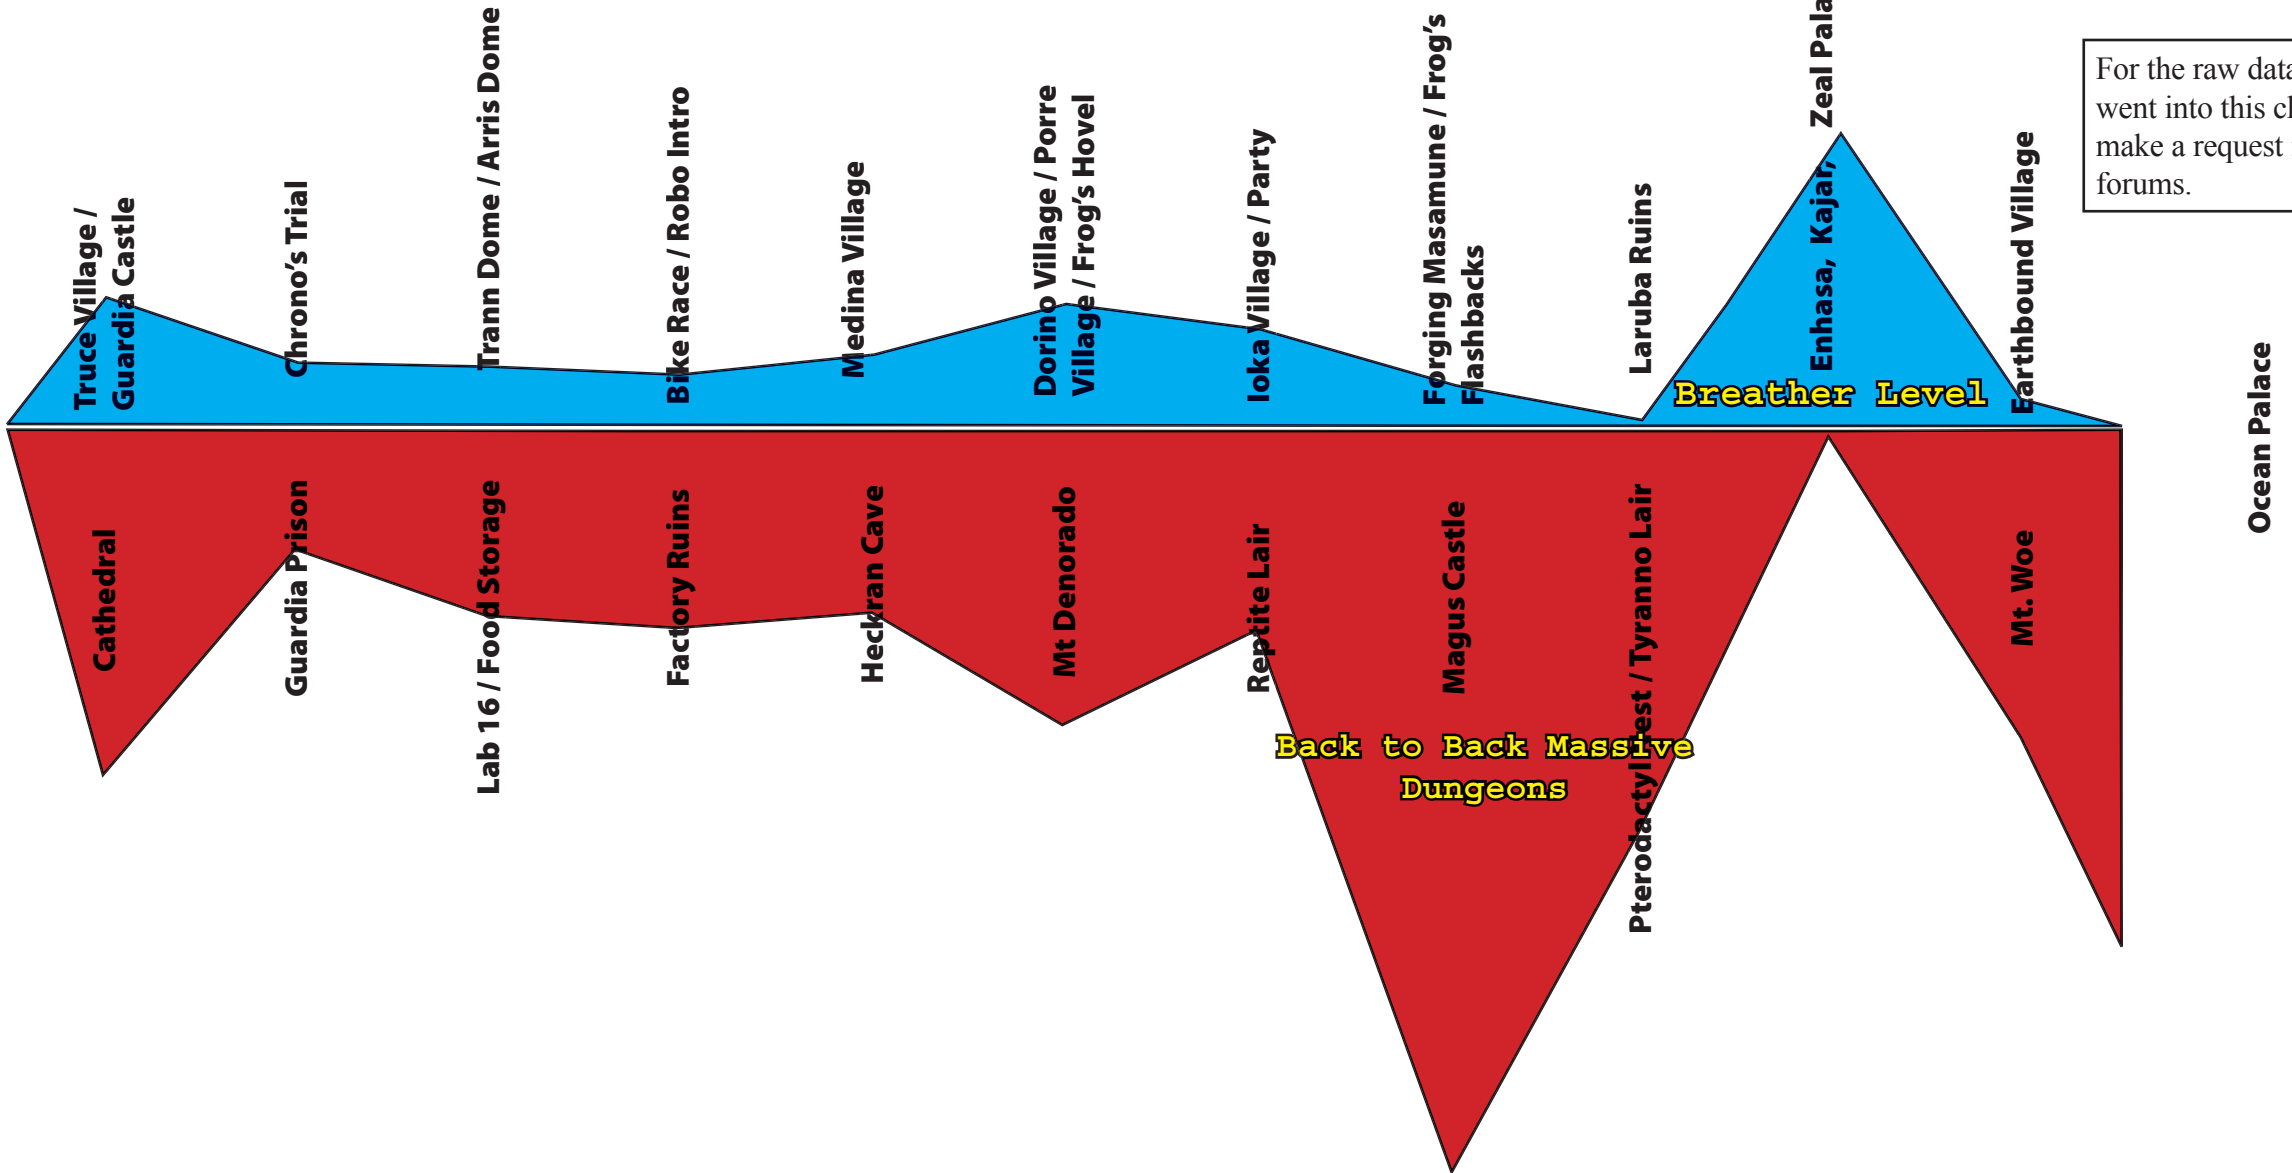 Truce Village /
Guardia Castle
Chrono's Trial
Trann Dome / Arris Dome
Bike Race / Robo Intro
Medina Village
Dorino Village / Porre
Village / Frog's Hovel
Ioka Village / Party
Forging Masamune / Frog's
Flashbacks
Laruba Ruins
Enhasa, Kajar, Zeal
Earthbound Village
For the raw data
went into this
make a request
forums.
Breather Level
Ocean Palace
Cathedral
Guardia Prison
Lab 16 / Food Storage
Factory Ruins
Heckran Cave
Mt Denorado
Reptite Lair
Magus Castle
Pterodactyl Nest / Tyranno Lair
Mt. Woe
Back to Back Massive
Dungeons